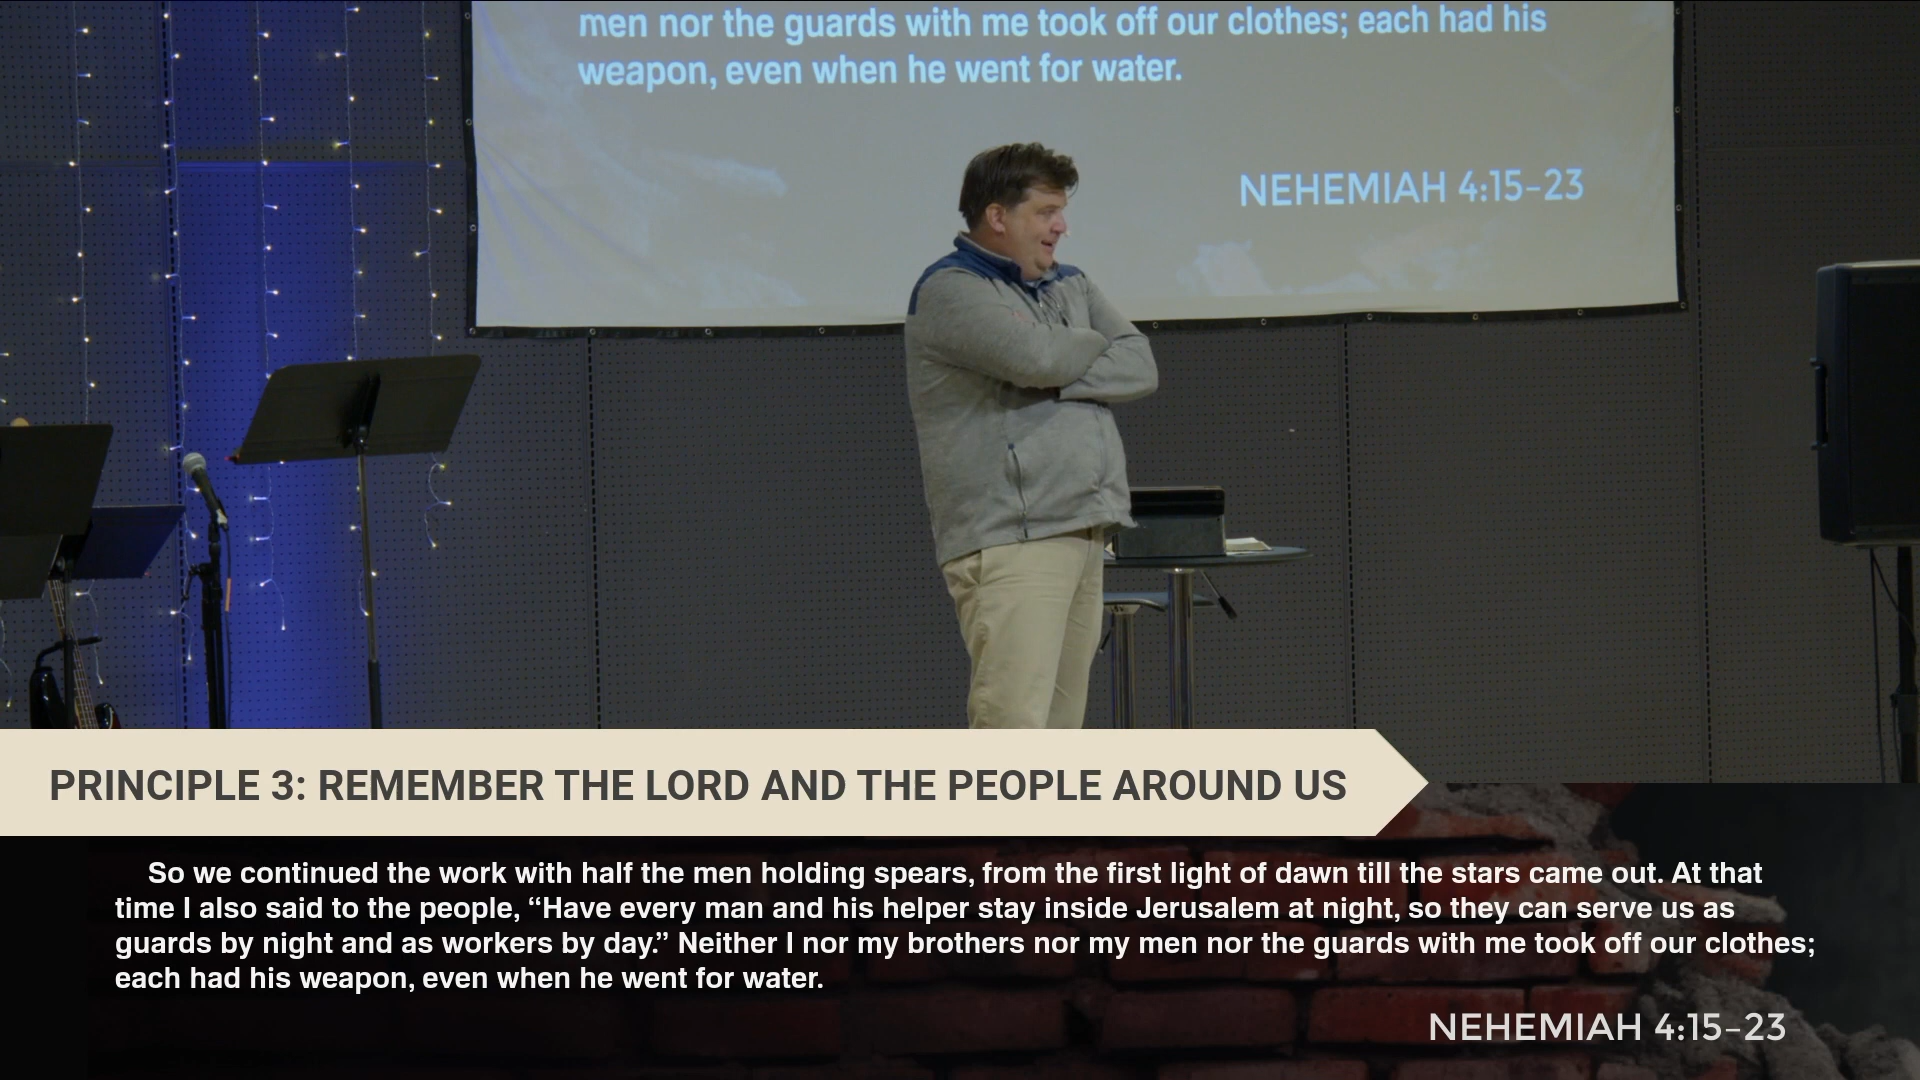 men nor the guards with me took off our clothes; each had his
weapon, even when he went for water.
NEHEMIAH 4:15–23
PRINCIPLE 3: REMEMBER THE LORD AND THE PEOPLE AROUND US
So we continued the work with half the men holding spears, from the first light of dawn till the stars came out. At that
time I also said to the people, “Have every man and his helper stay inside Jerusalem at night, so they can serve us as
guards by night and as workers by day.” Neither I nor my brothers nor my men nor the guards with me took off our clothes;
each had his weapon, even when he went for water.
NEHEMIAH 4:15–23